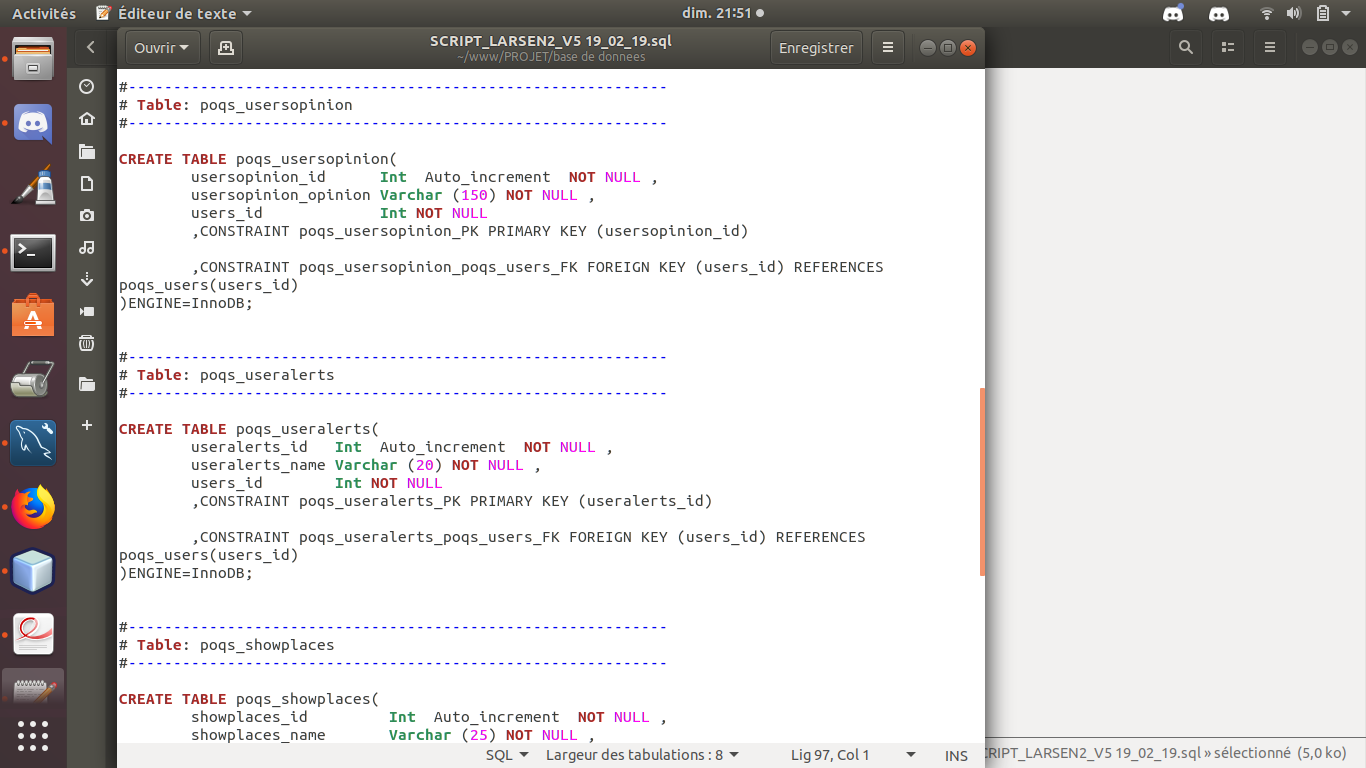 Activités Éditeur de texte dim. 21:51
Ouvrir SCRIPT_LARSEN2_V5 19_02_19.sql Enregistrer
~/www/PROJET/base de donnees
#------------------------------------------------------------
# Table: poqs_usersopinion
#------------------------------------------------------------
CREATE TABLE poqs_usersopinion(
usersopinion_id Int Auto_increment NOT NULL ,
usersopinion_opinion Varchar (150) NOT NULL ,
users_id Int NOT NULL
,CONSTRAINT poqs_usersopinion_PK PRIMARY KEY (usersopinion_id)
,CONSTRAINT poqs_usersopinion_poqs_users_FK FOREIGN KEY (users_id) REFERENCES
poqs_users(users_id)
)ENGINE=InnoDB;
#------------------------------------------------------------
# Table: poqs_useralerts
#------------------------------------------------------------
CREATE TABLE poqs_useralerts(
useralerts_id Int Auto_increment NOT NULL ,
useralerts_name Varchar (20) NOT NULL ,
users_id Int NOT NULL
,CONSTRAINT poqs_useralerts_PK PRIMARY KEY (useralerts_id)
,CONSTRAINT poqs_useralerts_poqs_users_FK FOREIGN KEY (users_id) REFERENCES
poqs_users(users_id)
)ENGINE=InnoDB;
#------------------------------------------------------------
# Table: poqs_showplaces
#------------------------------------------------------------
CREATE TABLE poqs_showplaces(
showplaces_id Int Auto_increment NOT NULL ,
showplaces_name Varchar (25) NOT NULL ,
SQL Largeur des tabulations : 8 Lig 97, Col 1 INS
CRIPT_LARSEN2_V5 19_02_19.sql » sélectionné (5,0 ko)